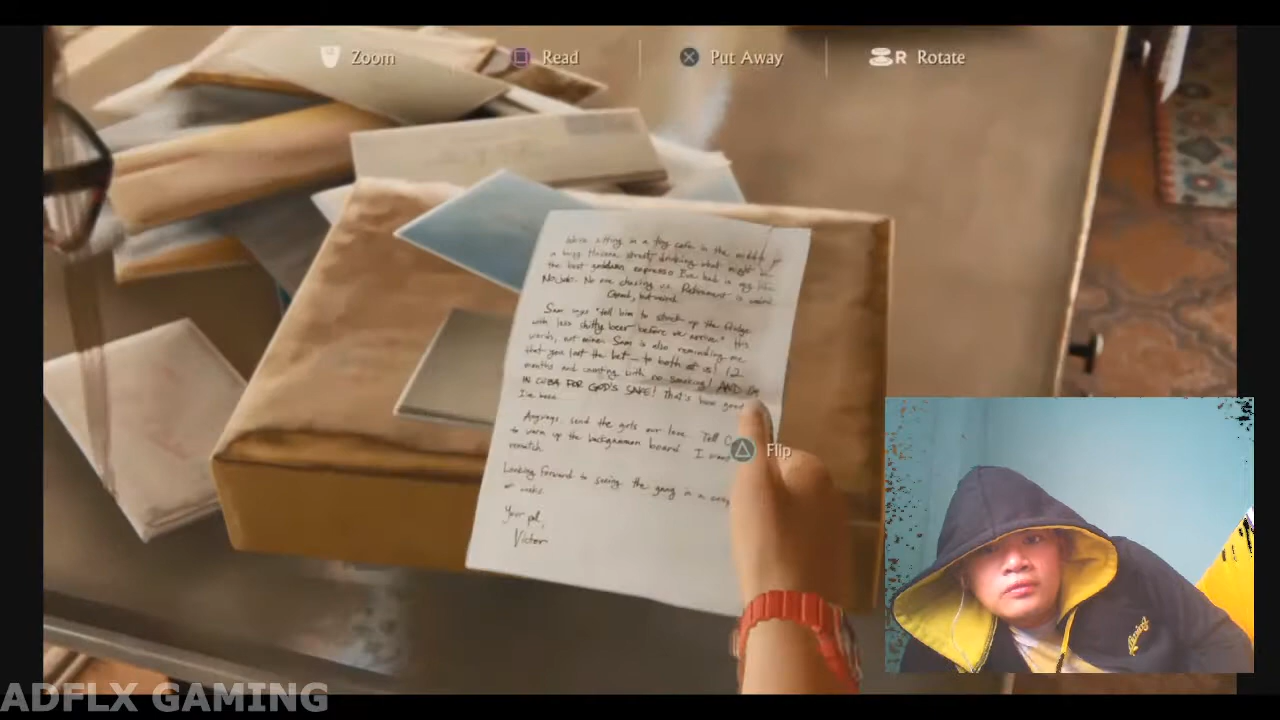 Zoom
Read
Put Away
R Rotate
We're sitting in a tiny cafe in the middle of
a busy Havana street, drinking what might be
the best goddamn espresso I've had in my life.
No jobs. No one chasing us. Retirement is weird.
Good, but weird.
Sam says "tell him to stock up the fridge
with less shitty beer before we arrive." His
words, not mine. Sam is also reminding me
that you lost the bet — to both of us! 12
months and counting with no smoking! AND I'M
IN CUBA FOR GOD'S SAKE! That's how good
I've been.
Anyways, send the girls our love. Tell C
to warm up the backgammon board. I want
rematch.
Looking forward to seeing the gang in a
of weeks.
Your pal,
Victor
Flip
ADFLX GAMING